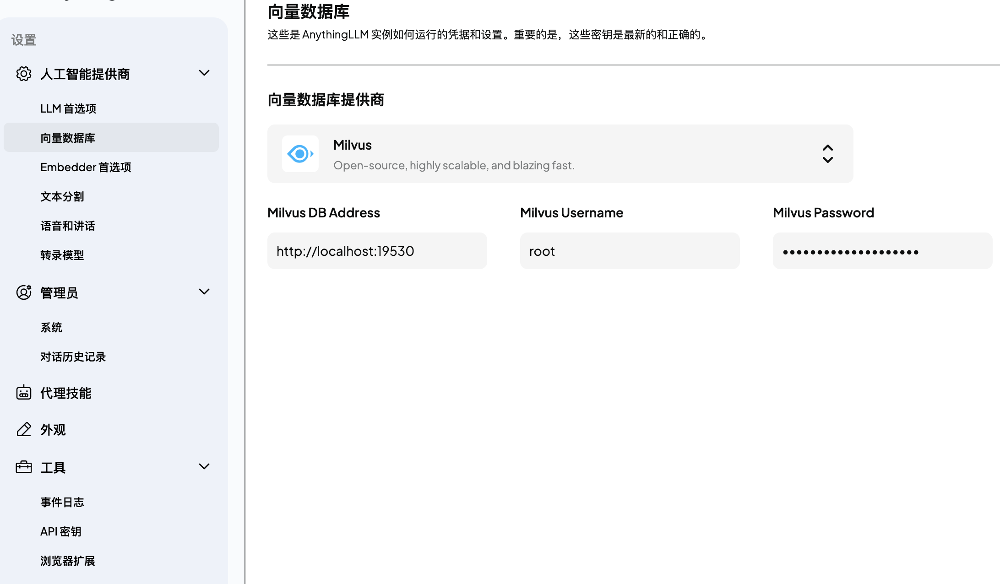 设置
人工智能提供商
LLM 首选项
向量数据库
Embedder 首选项
文本分割
语音和讲话
转录模型
管理员
系统
对话历史记录
代理技能
外观
工具
事件日志
API 密钥
浏览器扩展
向量数据库
这些是 AnythingLLM 实例如何运行的凭据和设置。重要的是，这些密钥是最新的和正确的。
向量数据库提供商
Milvus
Open-source, highly scalable, and blazing fast.
Milvus DB Address
Milvus Username
Milvus Password
http://localhost:19530
root
••••••••••••••••••••